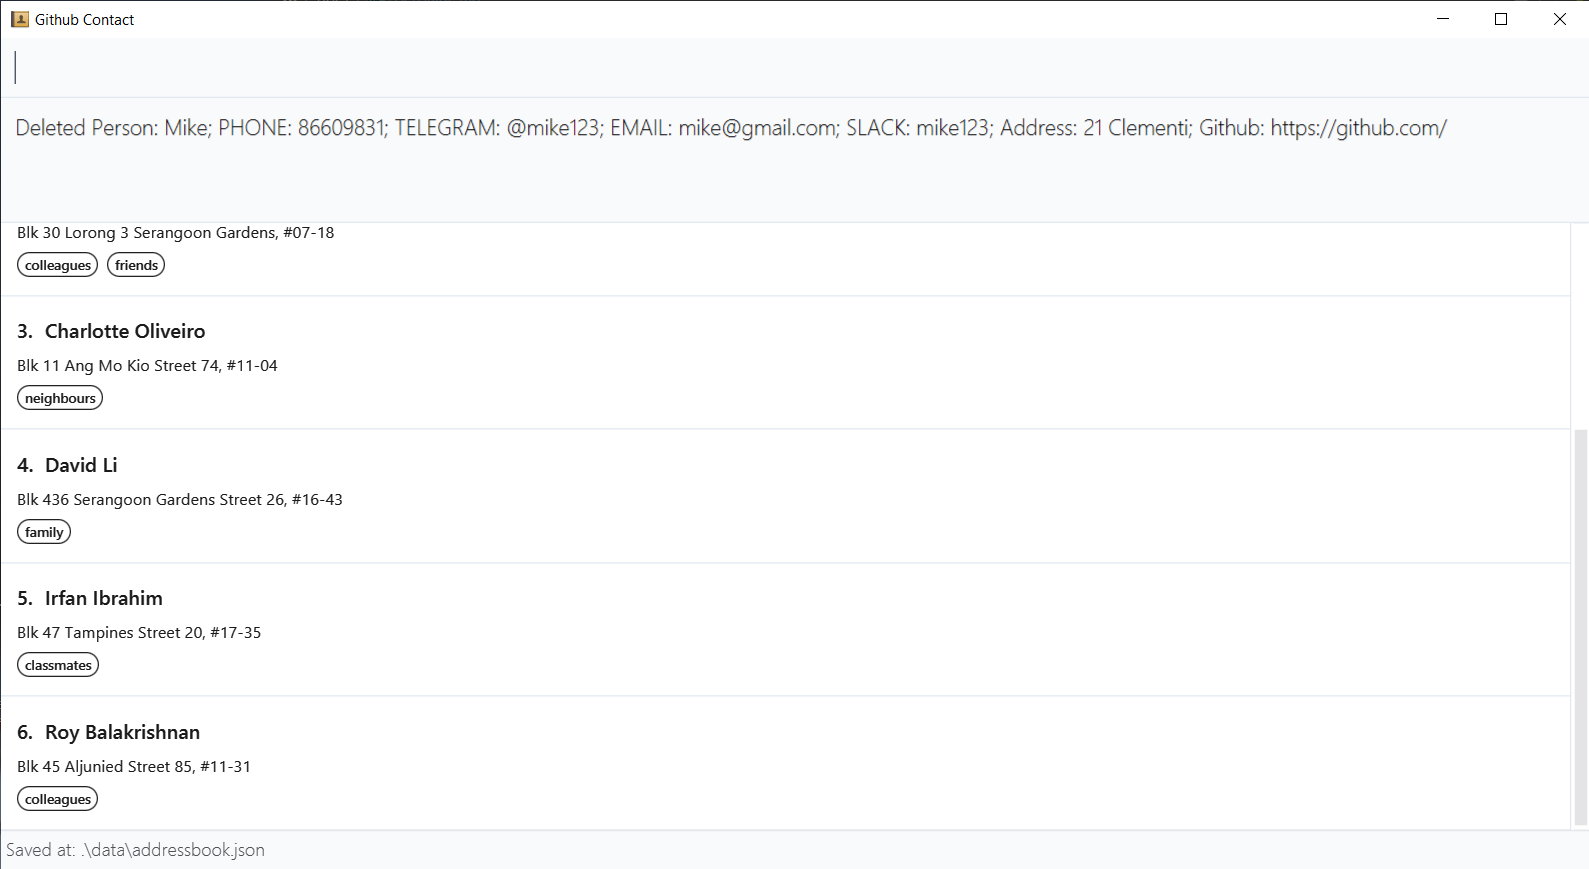 Github Contact
Deleted Person: Mike; PHONE: 86609831; TELEGRAM: @mike123; EMAIL: mike@gmail.com; SLACK: mike123; Address: 21 Clementi; Github: https://github.com/
Blk 30 Lorong 3 Serangoon Gardens, #07-18
colleagues friends
3. Charlotte Oliveiro
Blk 11 Ang Mo Kio Street 74, #11-04
neighbours
4. David Li
Blk 436 Serangoon Gardens Street 26, #16-43
family
5. Irfan Ibrahim
Blk 47 Tampines Street 20, #17-35
classmates
6. Roy Balakrishnan
Blk 45 Aljunied Street 85, #11-31
colleagues
Saved at: .\data\addressbook.json